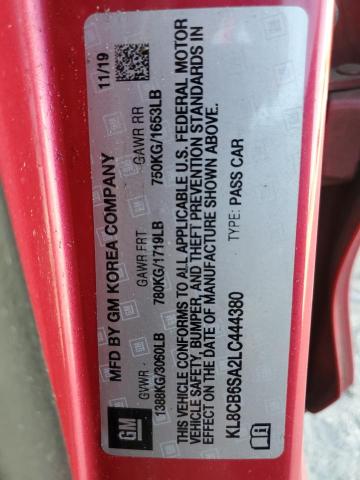 MFD BY GM KOREA COMPANY 11/19
GVWR - GAWR FRT GAWR RR
1388KG/3060LB 780KG/1719LB 750KG/1653LB
THIS VEHICLE CONFORMS TO ALL APPLICABLE U.S. FEDERAL MOTOR
VEHICLE SAFETY, BUMPER, AND THEFT PREVENTION STANDARDS IN
EFFECT ON THE DATE OF MANUFACTURE SHOWN ABOVE.
KL8CB6SA2LC444380 TYPE: PASS CAR
GM